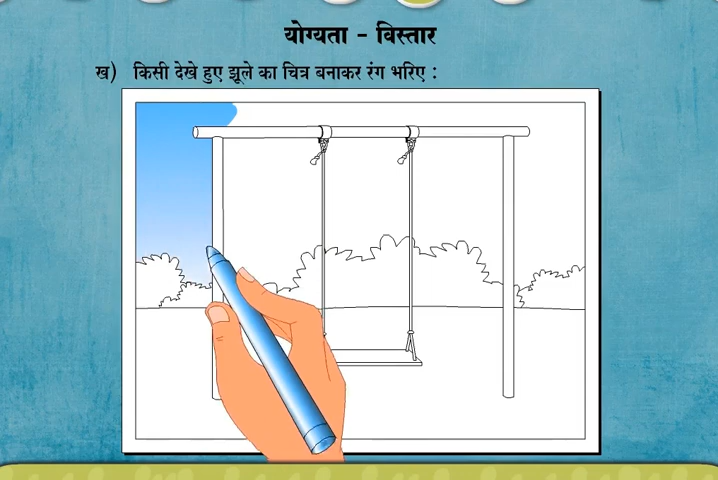 योग्यता - विस्तार
ख) किसी देखे हुए झूले का चित्र बनाकर रंग भरिए :